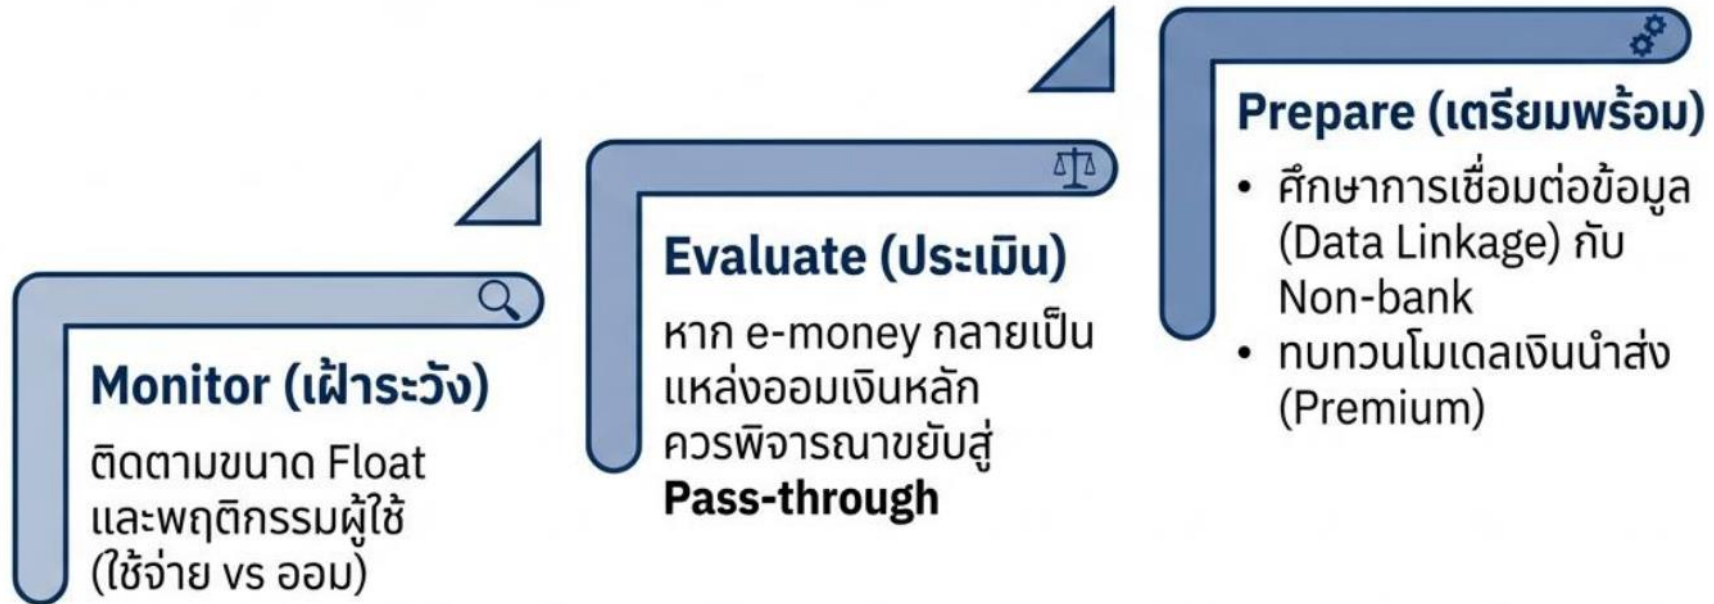 Monitor (เฝ้าระวัง)
ติดตามขนาด Float
และพฤติกรรมผู้ใช้
(ใช้จ่าย vs ออม)
Evaluate (ประเมิน)
หาก e-money กลายเป็น
แหล่งออมเงินหลัก
ควรพิจารณาขยับสู่
Pass-through
Prepare (เตรียมพร้อม)
• ศึกษาการเชื่อมต่อข้อมูล
(Data Linkage) กับ
Non-bank
• ทบทวนโมเดลเงินนำส่ง
(Premium)